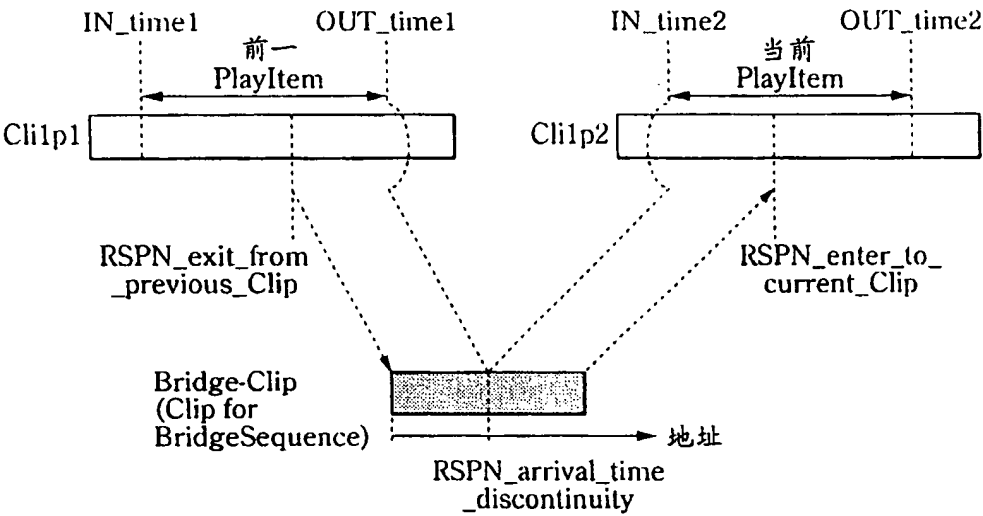 IN_time1
OUT_time1
IN_time2
OUT_time2
前一
PlayItem
当前
PlayItem
Cli1p1
Cli1p2
RSPN_exit_from
_previous_Clip
RSPN_enter_to_
current_Clip
Bridge-Clip
(Clip for
BridgeSequence)
地址
RSPN_arrival_time
_discontinuity